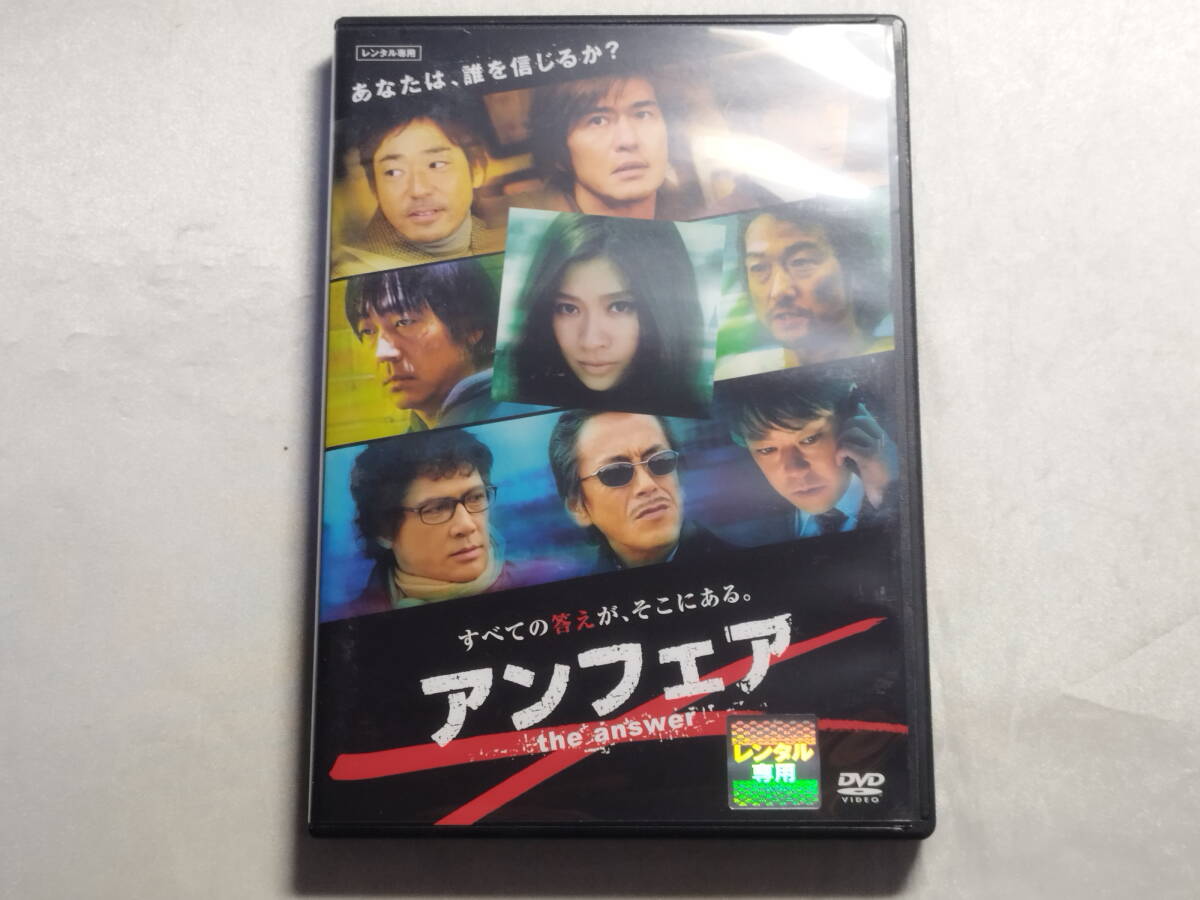 レンタル専用
あなたは、誰を信じるか?
すべての答えが、そこにある。
アンフェア
the answer
レンタル
専用
DVD
VIDEO